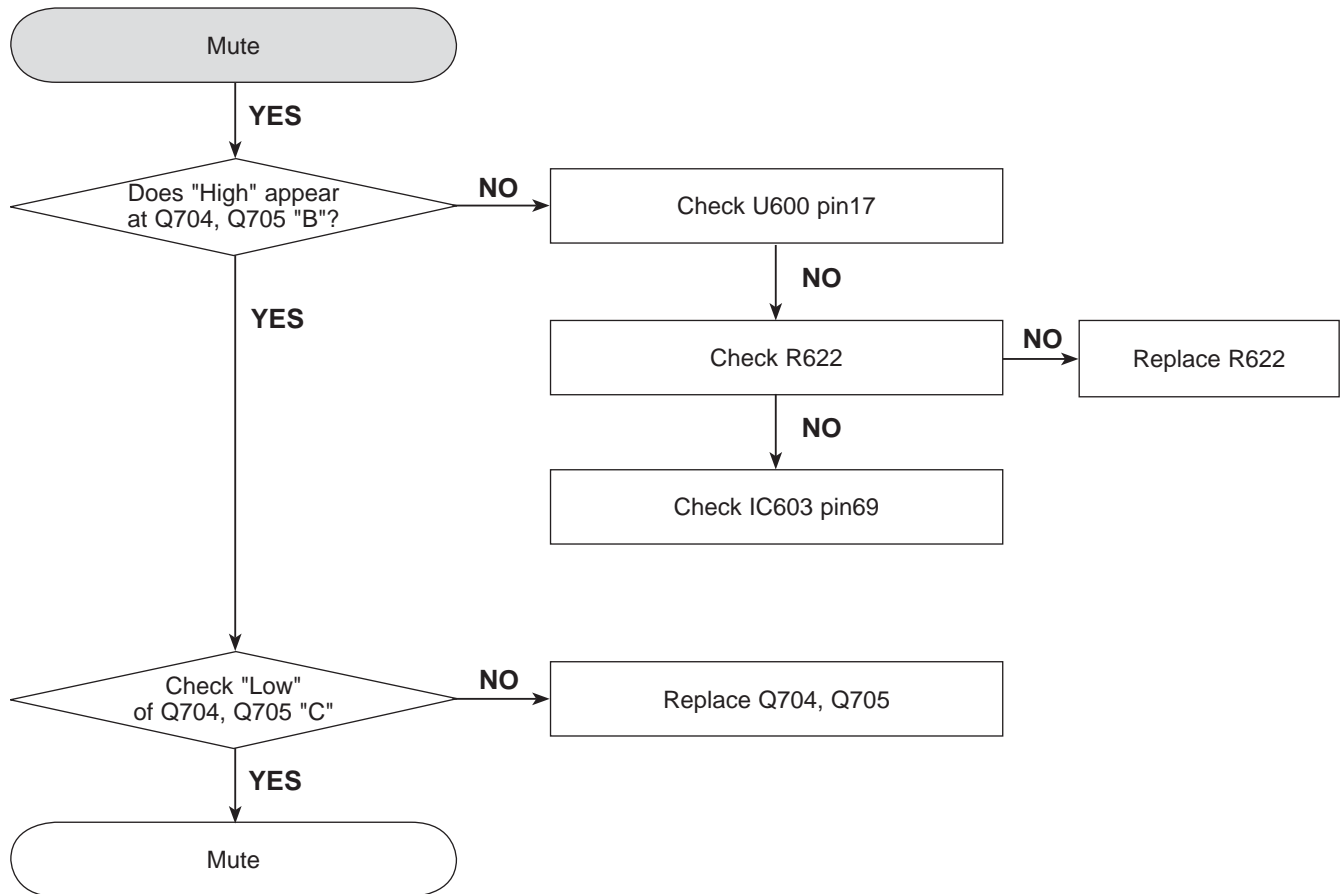 Mute
YES
Does "High" appear
at Q704, Q705 "B"?
NO
Check U600 pin17
NO
YES
Check R622
NO
Replace R622
NO
Check IC603 pin69
Check "Low"
of Q704, Q705 "C"
NO
Replace Q704, Q705
YES
Mute